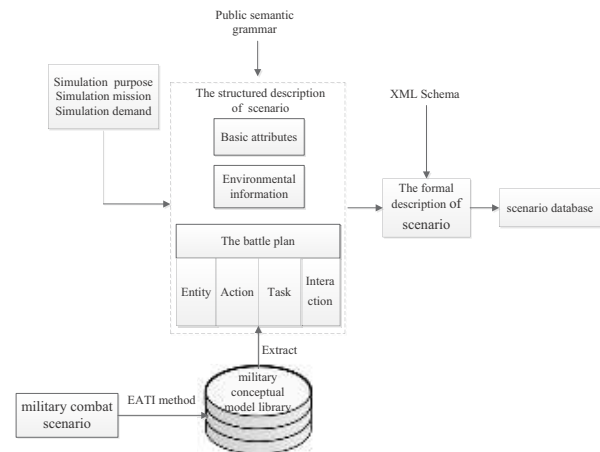 Public semantic
grammar
Simulation purpose
Simulation mission
Simulation demand
The structured description
of scenario
Basic attributes
Environmental
information
The battle plan
Entity
Action
Task
Intera
ction
XML Schema
The formal
description of
scenario
scenario database
Extract
military
conceptual
model library
EATI method
military combat
scenario